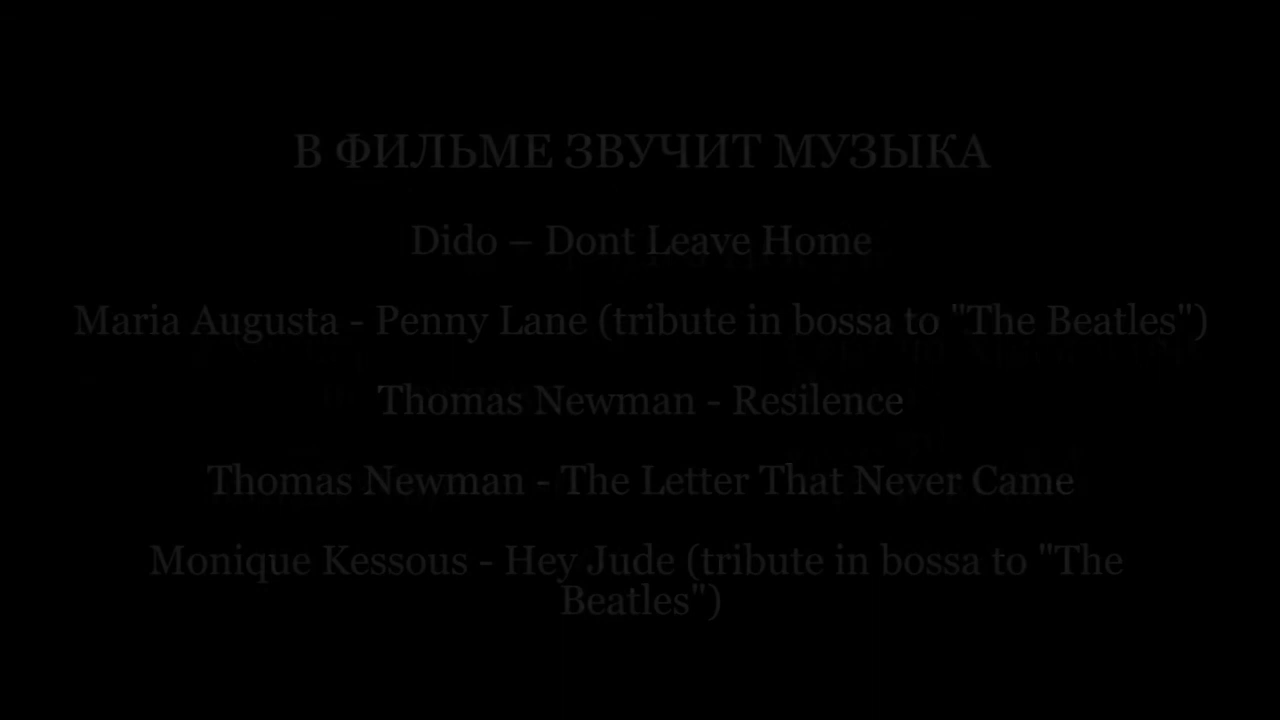 В ФИЛЬМЕ ЗВУЧИТ МУЗЫКА
Dido – Dont Leave Home
Maria Augusta - Penny Lane (tribute in bossa to "The Beatles")
Thomas Newman - Resilence
Thomas Newman - The Letter That Never Came
Monique Kessous - Hey Jude (tribute in bossa to "The
Beatles")